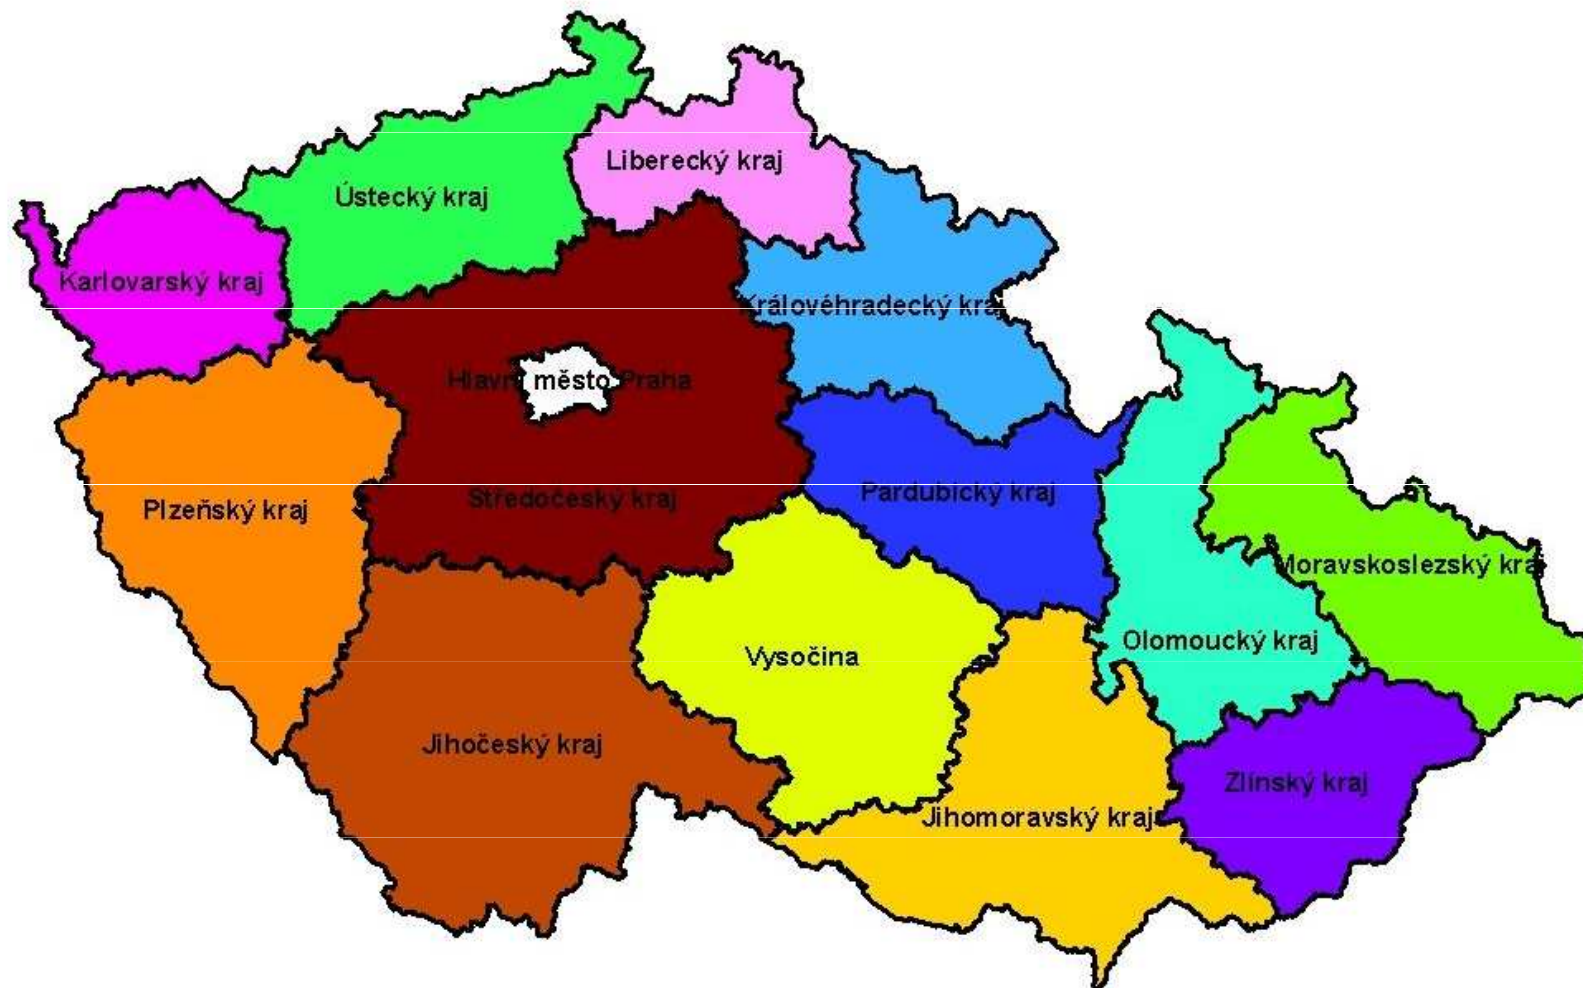 Liberecký kraj
Ústecký kraj
Karlovarský kraj
Královéhradecký kraj
Hlavní město Praha
Pardubický kraj
Středočeský kraj
Plzeňský kraj
Moravskoslezský kraj
Olomoucký kraj
Vysočina
Jihočeský kraj
Zlínský kraj
Jihomoravský kraj